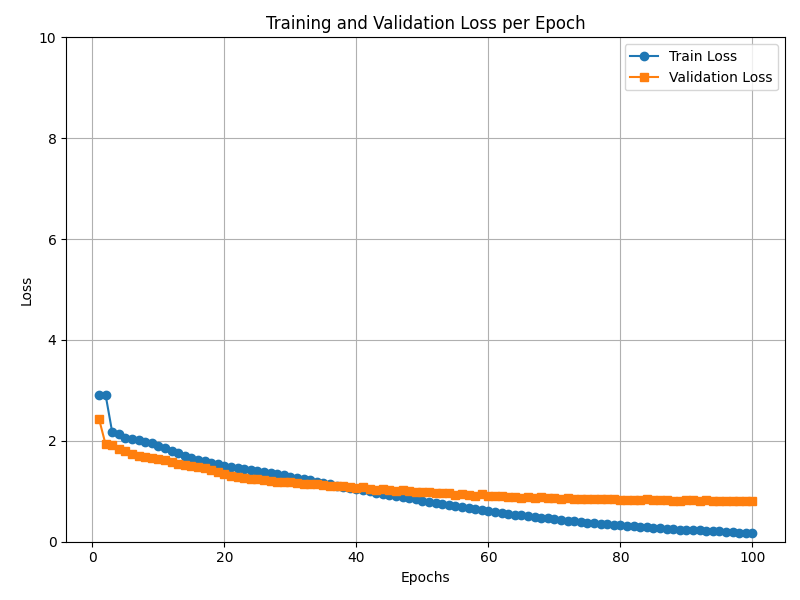 Training and Validation Loss per Epoch
10
8
6
4
2
0
Loss
Train Loss
Validation Loss
0 20 40 60 80 100
Epochs